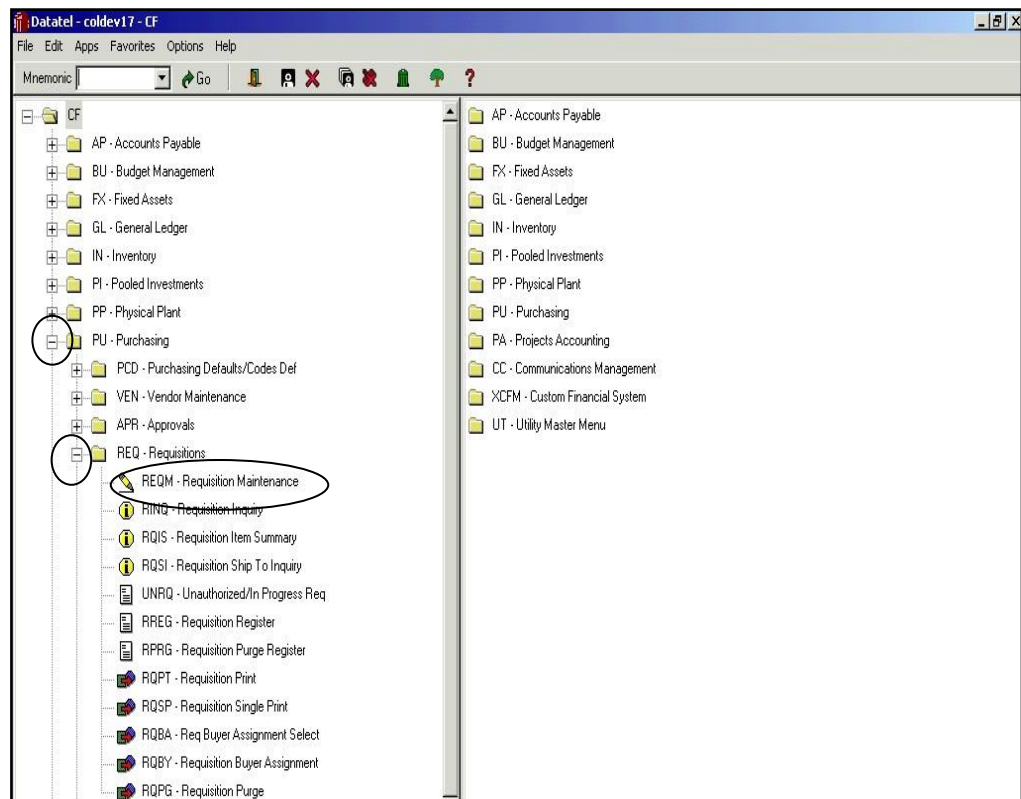 Datatel - coldev17 - CF
File Edit Apps Favorites Options Help
Mnemonic Go ?
CF
AP - Accounts Payable
BU - Budget Management
FX - Fixed Assets
GL - General Ledger
IN - Inventory
PI - Pooled Investments
PP - Physical Plant
PU - Purchasing
PCD - Purchasing Defaults/Codes Def
VEN - Vendor Maintenance
APR - Approvals
REQ - Requisitions
REQM - Requisition Maintenance
RINQ - Requisition Inquiry
RQIS - Requisition Item Summary
RQSI - Requisition Ship To Inquiry
UNRQ - Unauthorized/In Progress Req
RREG - Requisition Register
RPRG - Requisition Purge Register
RQPT - Requisition Print
RQSP - Requisition Single Print
RQBA - Req Buyer Assignment Select
RQBY - Requisition Buyer Assignment
RQPG - Requisition Purge
AP - Accounts Payable
BU - Budget Management
FX - Fixed Assets
GL - General Ledger
IN - Inventory
PI - Pooled Investments
PP - Physical Plant
PU - Purchasing
PA - Projects Accounting
CC - Communications Management
XCFM - Custom Financial System
UT - Utility Master Menu